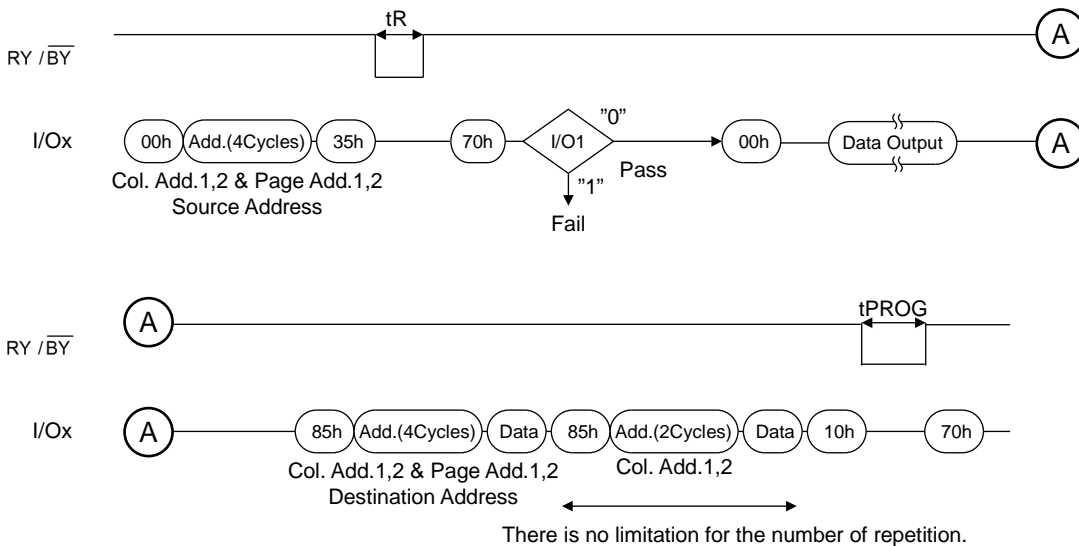 tR
RY / BY
A
I/Ox
00h Add.(4Cycles) 35h 70h I/O1 "0" 00h Data Output A
Pass
"1"
Col. Add.1,2 & Page Add.1,2
Source Address
Fail
A
tPROG
RY / BY
I/Ox
A
85h Add.(4Cycles) Data 85h Add.(2Cycles) Data 10h 70h
Col. Add.1,2 & Page Add.1,2 Col. Add.1,2
Destination Address
There is no limitation for the number of repetition.